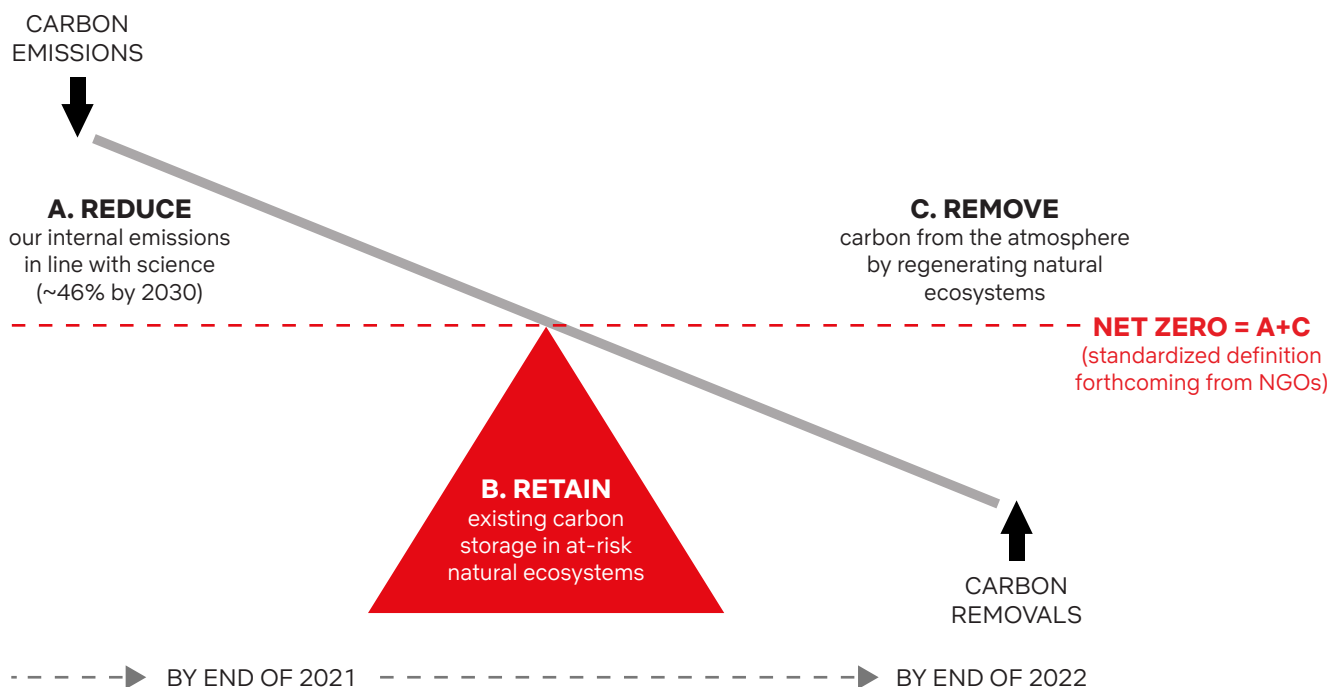 CARBON
EMISSIONS
A. REDUCE
our internal emissions
in line with science
(~46% by 2030)
C. REMOVE
carbon from the atmosphere
by regenerating natural
ecosystems
NET ZERO = A+C
(standardized definition
forthcoming from NGOs)
B. RETAIN
existing carbon
storage in at-risk
natural ecosystems
CARBON
REMOVALS
BY END OF 2021
BY END OF 2022